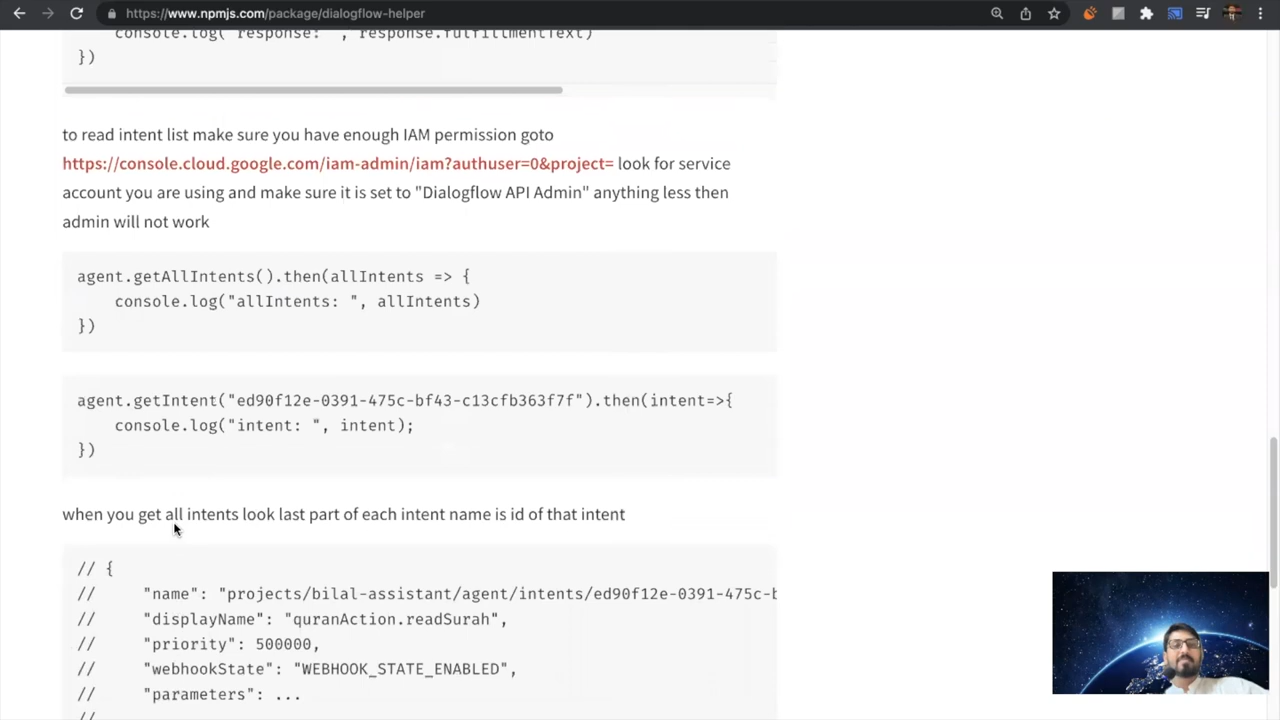 https://www.npmjs.com/package/dialogflow-helper
console.log("response: ", response.fulfillmentText)
})
to read intent list make sure you have enough IAM permission goto
https://console.cloud.google.com/iam-admin/iam?authuser=0&project= look for service
account you are using and make sure it is set to "Dialogflow API Admin" anything less then
admin will not work
agent.getAllIntents().then(allIntents => {
    console.log("allIntents: ", allIntents)
})
agent.getIntent("ed90f12e-0391-475c-bf43-c13cfb363f7f").then(intent=>{
    console.log("intent: ", intent);
})
when you get all intents look last part of each intent name is id of that intent
// {
//     "name": "projects/bilal-assistant/agent/intents/ed90f12e-0391-475c-b
//     "displayName": "quranAction.readSurah",
//     "priority": 500000,
//     "webhookState": "WEBHOOK_STATE_ENABLED",
//     "parameters": ...
//